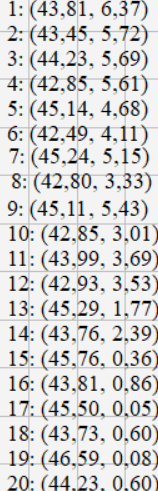 1: (43,81, 6,37)
2: (43,45, 5,72)
3: (44,23, 5,69)
4: (42,85, 5,61)
5: (45,14, 4,68)
6: (42,49, 4,11)
7: (45,24, 5,15)
8: (42,80, 3,33)
9: (45,11, 5,43)
10: (42,85, 3,01)
11: (43,99, 3,69)
12: (42,93, 3,53)
13: (45,29, 1,77)
14: (43,76, 2,39)
15: (45,76, 0,36)
16: (43,81, 0,86)
17: (45,50, 0,05)
18: (43,73, 0,60)
19: (46,59, 0,08)
20: (44,23, 0,60)